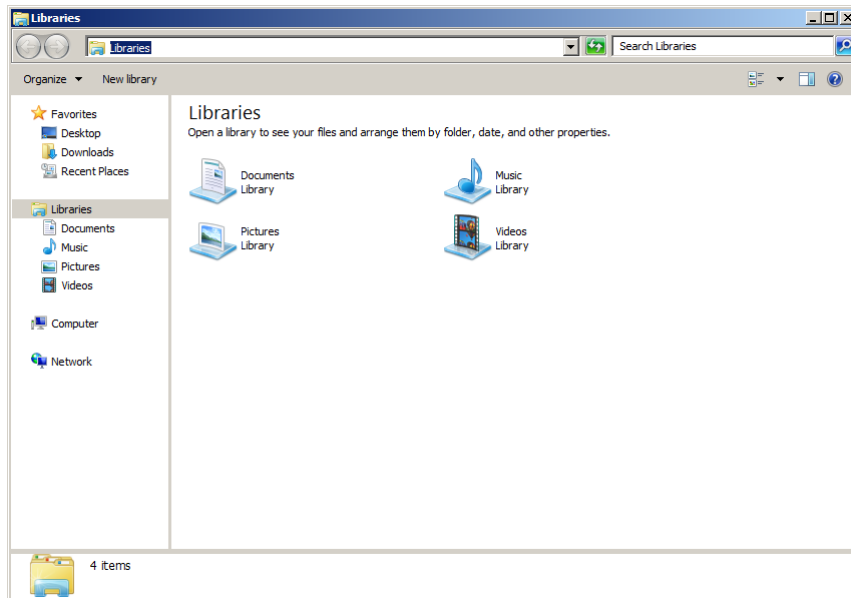 Libraries
Libraries
Search Libraries
Organize
New library
Favorites
Desktop
Downloads
Recent Places
Libraries
Documents
Music
Pictures
Videos
Computer
Network
Libraries
Open a library to see your files and arrange them by folder, date, and other properties.
Documents
Library
Music
Library
Pictures
Library
Videos
Library
4 items